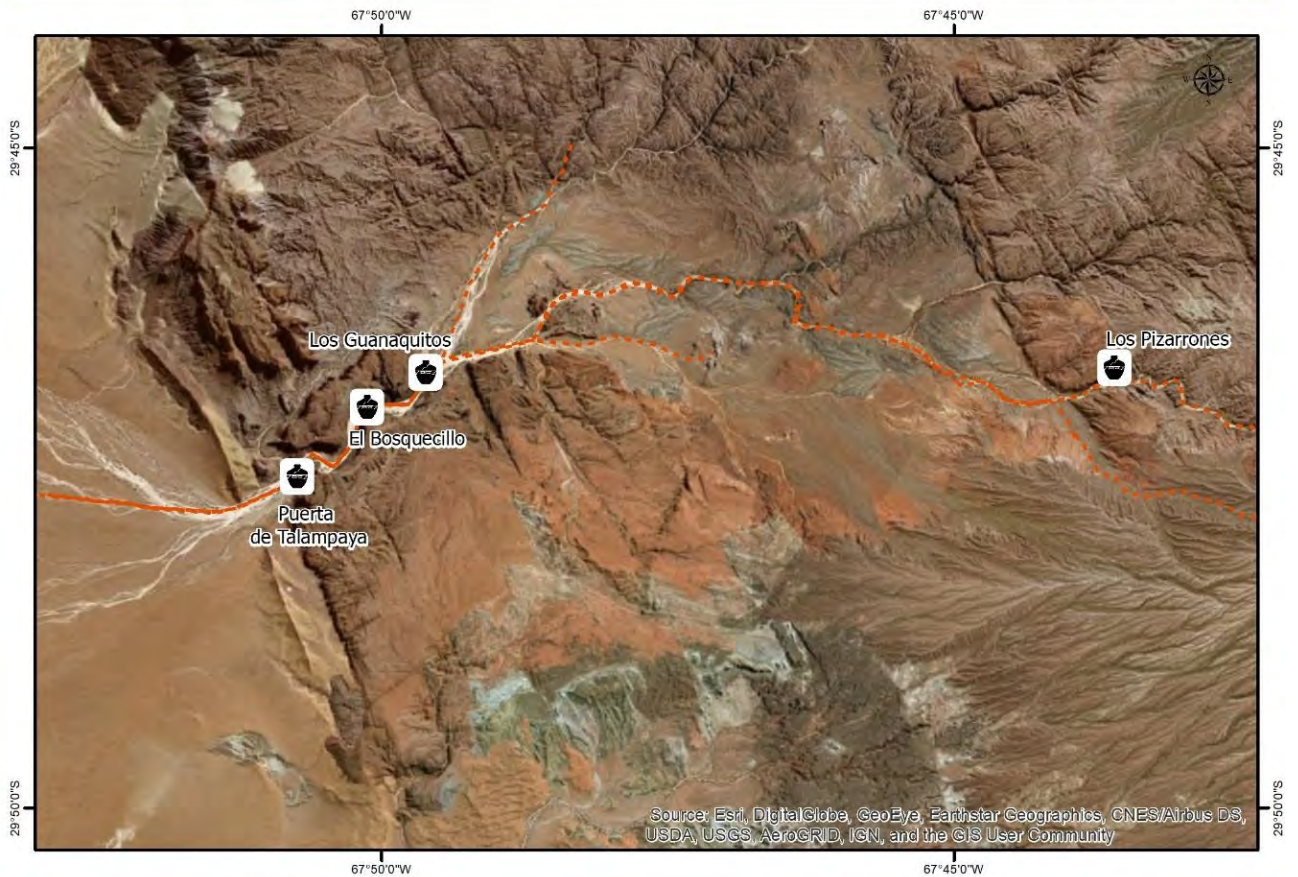 67°50'0"W
67°45'0"W
29°45'0"S
29°45'0"S
W
E
S
Los Guanaquitos
Los Pizarrones
El Bosquecillo
Puerta
de Talampaya
29°50'0"S
29°50'0"S
Source: Esri, DigitalGlobe, GeoEye, Earthstar Geographics, CNES/Airbus DS,
USDA, USGS, AeroGRID, IGN, and the GIS User Community
67°50'0"W
67°45'0"W